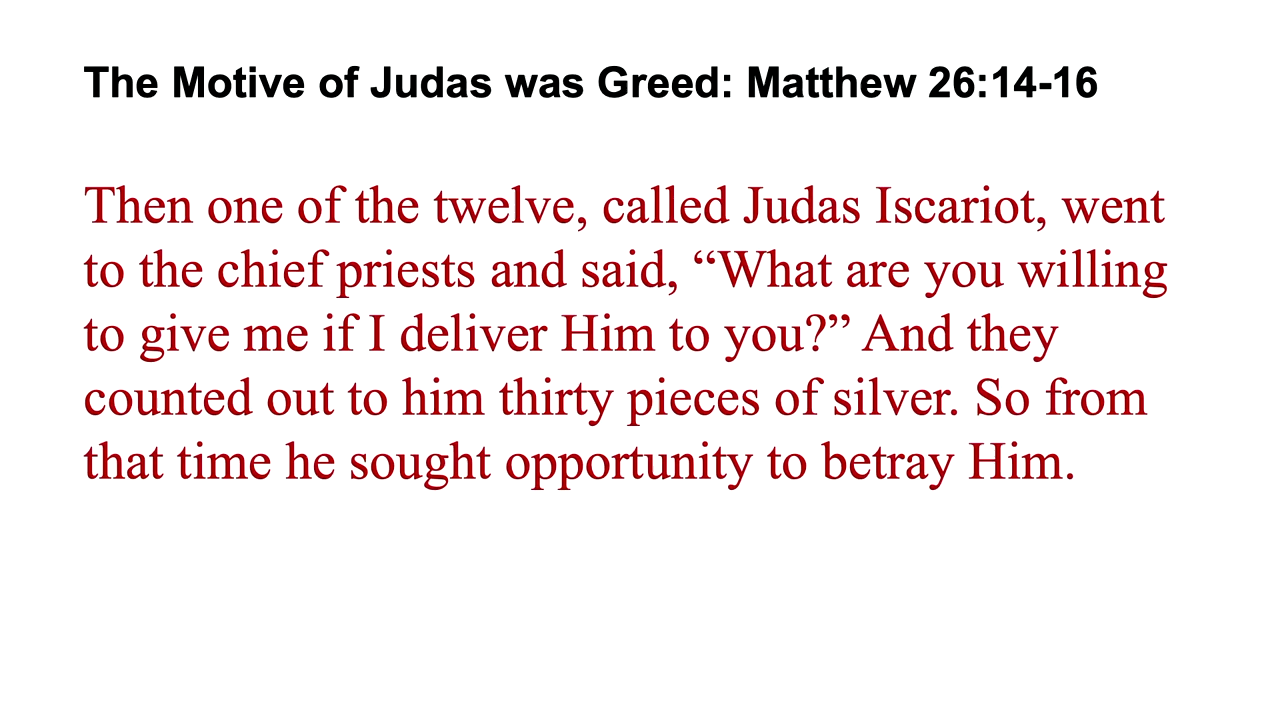 The Motive of Judas was Greed: Matthew 26:14-16
Then one of the twelve, called Judas Iscariot, went
to the chief priests and said, “What are you willing
to give me if I deliver Him to you?” And they
counted out to him thirty pieces of silver. So from
that time he sought opportunity to betray Him.